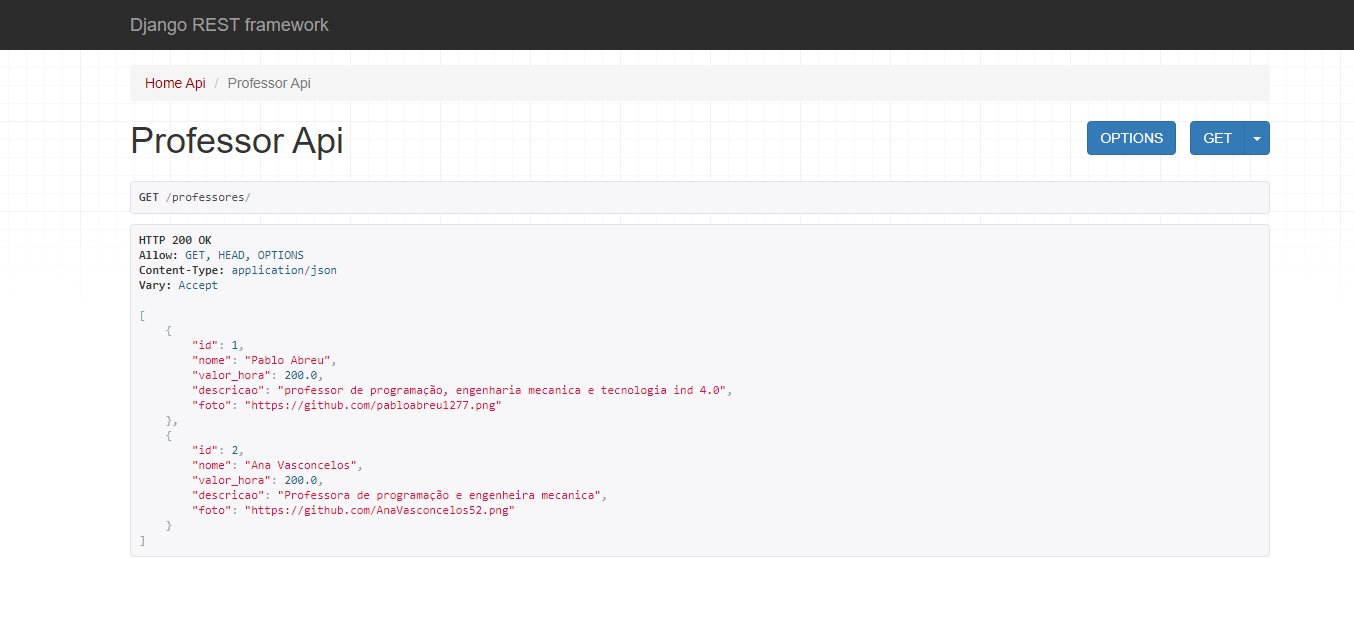 Django REST framework
Home Api / Professor Api
Professor Api
OPTIONS GET
GET /professores/
HTTP 200 OK
Allow: GET, HEAD, OPTIONS
Content-Type: application/json
Vary: Accept
[
    {
        "id": 1,
        "nome": "Pablo Abreu",
        "valor_hora": 200.0,
        "descricao": "professor de programação, engenharia mecanica e tecnologia ind 4.0",
        "foto": "https://github.com/pabloabreu1277.png"
    },
    {
        "id": 2,
        "nome": "Ana Vasconcelos",
        "valor_hora": 200.0,
        "descricao": "Professora de programação e engenheira mecanica",
        "foto": "https://github.com/AnaVasconcelos52.png"
    }
]